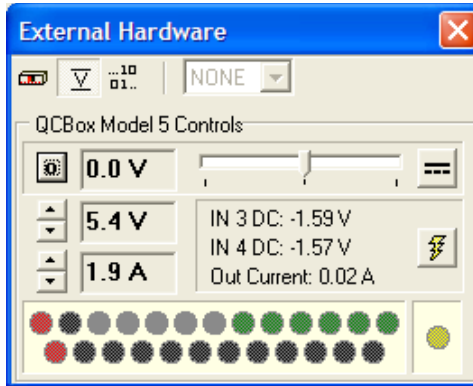 External Hardware
V
...10
01..
NONE
QCBox Model 5 Controls
0.0 V
5.4 V
IN 3 DC: -1.59 V
IN 4 DC: -1.57 V
1.9 A
Out Current: 0.02 A